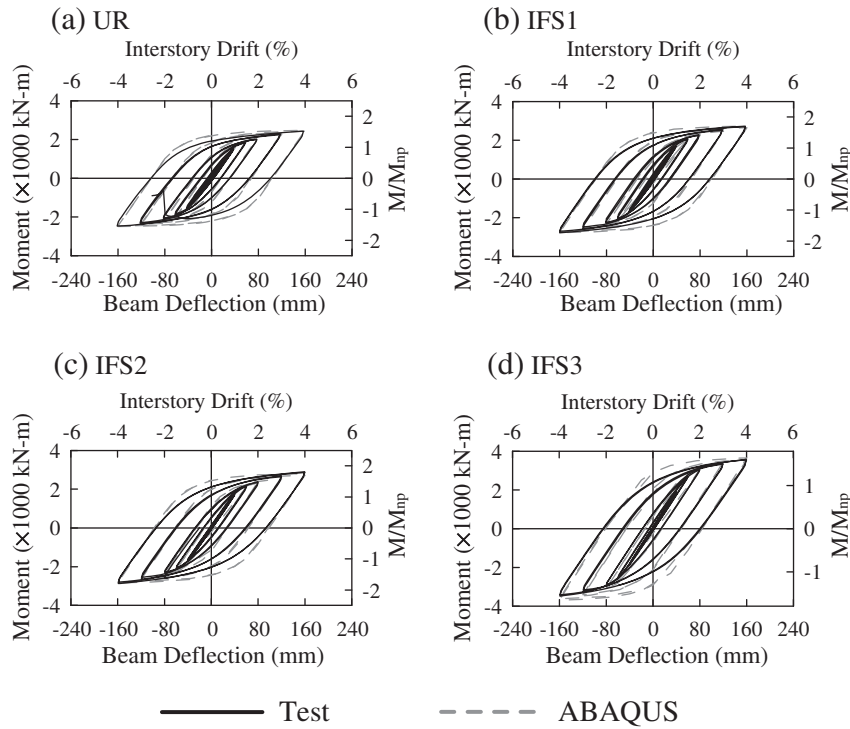 (a) UR
Interstory Drift (%)
-6 -4 -2 0 2 4 6
Moment (×1000 kN-m)
4
2
0
-2
-4
2
1
0
-1
-2
M/Mnp
-240 -160 -80 0 80 160 240
Beam Deflection (mm)
(b) IFS1
Interstory Drift (%)
-6 -4 -2 0 2 4 6
Moment (×1000 kN-m)
4
2
0
-2
-4
2
1
0
-1
-2
M/Mnp
-240 -160 -80 0 80 160 240
Beam Deflection (mm)
(c) IFS2
Interstory Drift (%)
-6 -4 -2 0 2 4 6
Moment (×1000 kN-m)
4
2
0
-2
-4
2
1
0
-1
-2
M/Mnp
-240 -160 -80 0 80 160 240
Beam Deflection (mm)
(d) IFS3
Interstory Drift (%)
-6 -4 -2 0 2 4 6
Moment (×1000 kN-m)
4
2
0
-2
-4
1
0
-1
M/Mnp
-240 -160 -80 0 80 160 240
Beam Deflection (mm)
Test
ABAQUS